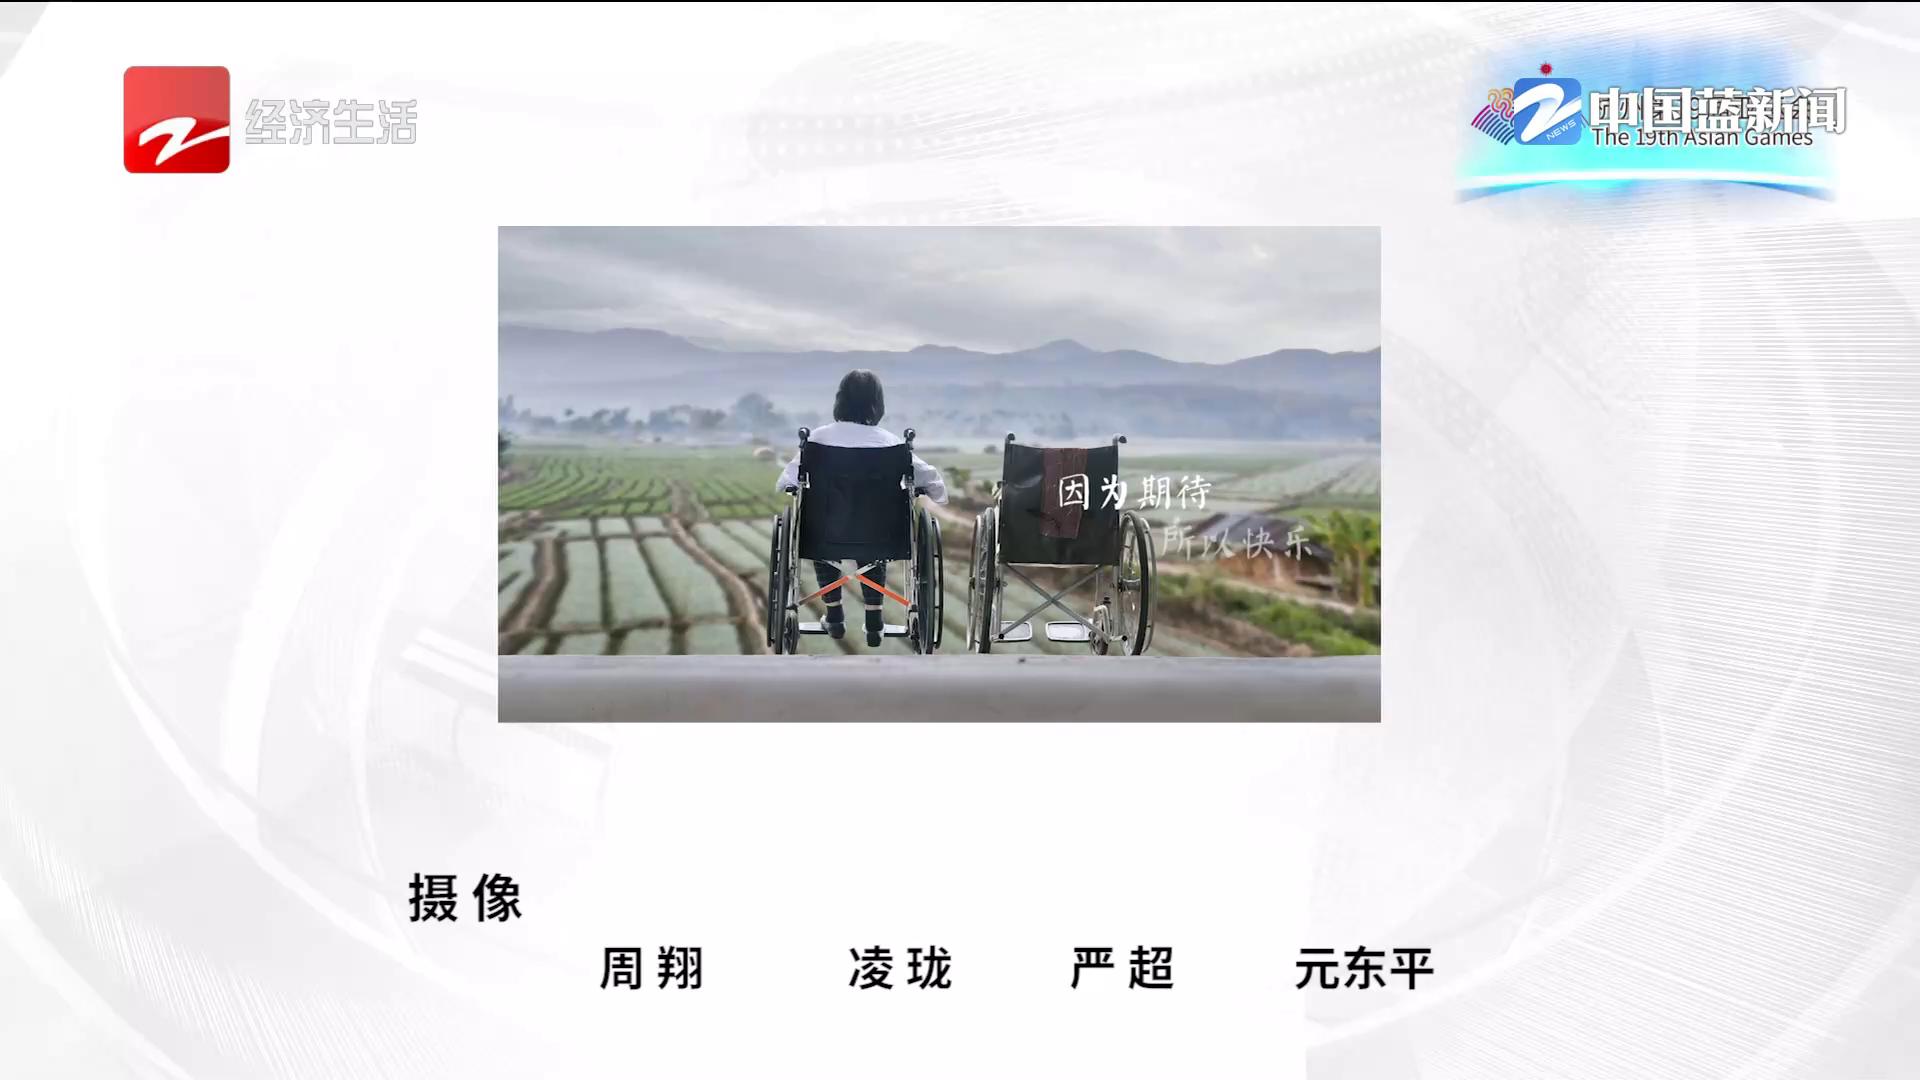 经济生活
中国蓝新闻
NEWS
The 19th Asian Games
因为期待
所以快乐
摄像
周翔 凌珑 严超 元东平